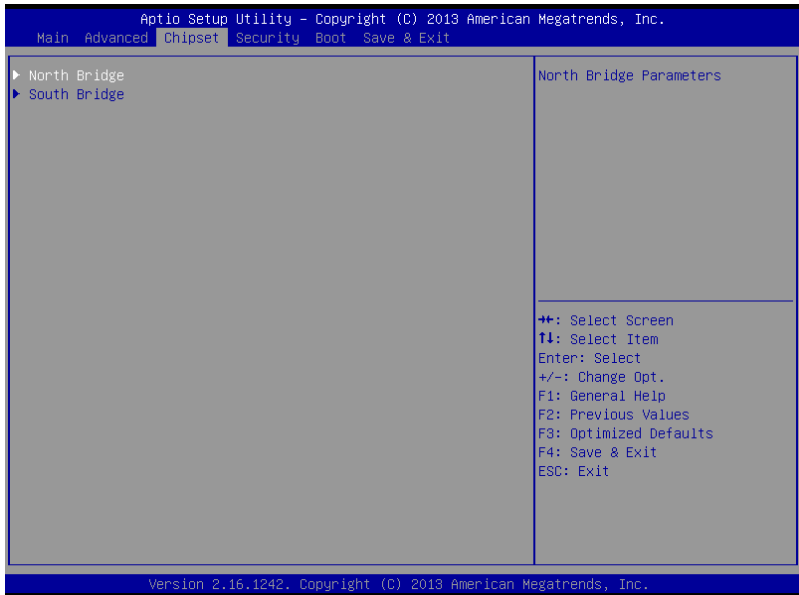 Aptio Setup Utility – Copyright (C) 2013 American Megatrends, Inc.
Main Advanced Chipset Security Boot Save & Exit
► North Bridge
► South Bridge
North Bridge Parameters
→←: Select Screen
↑↓: Select Item
Enter: Select
+/-: Change Opt.
F1: General Help
F2: Previous Values
F3: Optimized Defaults
F4: Save & Exit
ESC: Exit
Version 2.16.1242. Copyright (C) 2013 American Megatrends, Inc.